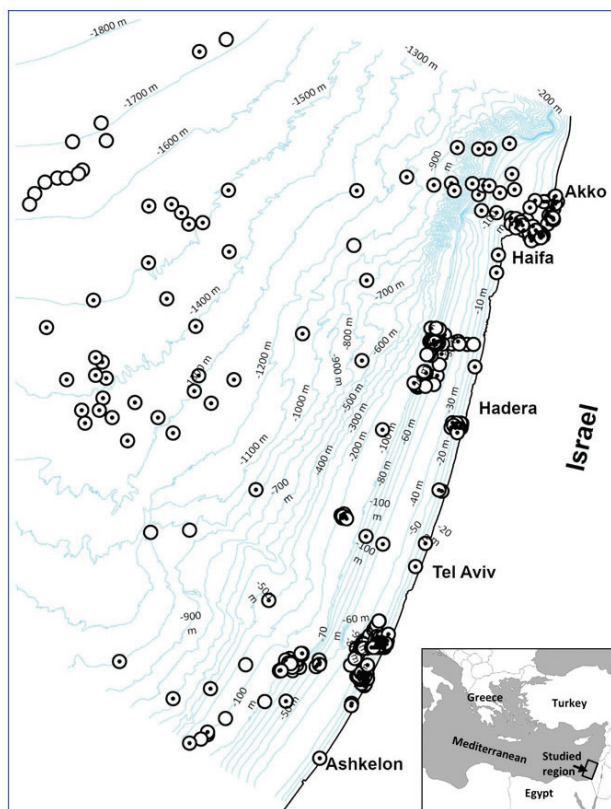 -1800 m
-1700 m
-1600 m
-1500 m
-1300 m
-200 m
-900
m
Akko
Haifa
-10 m
-1400 m
-700 m
-800 m
-600 m
-1200 m
-900 m
-1000 m
-500 m
-300 m
-200 m
-400 m
-1100 m
-700
m
-60 m
-30 m
Hadera
-20 m
-100 m
-80 m
-40 m
-100
m
-50 m
-20
m
-100
m
Tel Aviv
Israel
-900
m
-60 m
-70
m
-100
m
-50 m
Ashkelon
Greece
Turkey
Mediterranean
Studied
region
Egypt